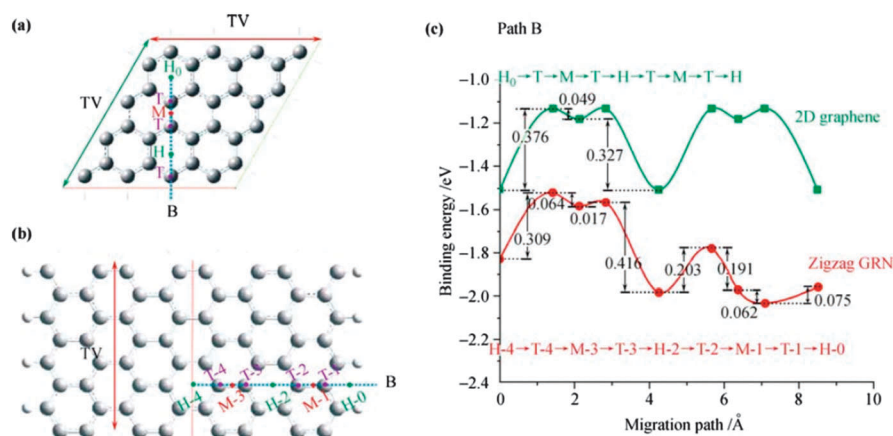 (a)
TV
TV
H₀
T
M
T
H
T
B
(b)
TV
T-4
T-3
T-2
T-1
B
H-4
M-3
H-2
M-1
H-0
(c)
Path B
H₀→T→M→T→H→T→M→T→H
2D graphene
0.049
0.376
0.327
Zigzag GRN
0.064
0.017
0.309
0.416
0.203
0.191
0.062
0.075
H-4→T-4→M-3→T-3→H-2→T-2→M-1→T-1→H-0
Binding energy /eV
−1.0
−1.2
−1.4
−1.6
−1.8
−2.0
−2.2
−2.4
0
2
4
6
8
10
Migration path /Å